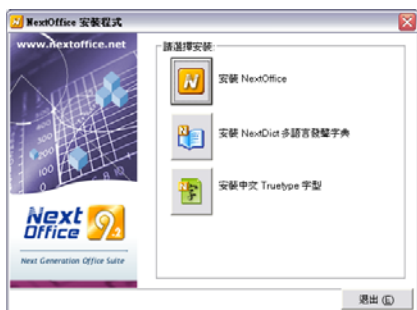 NextOffice 安裝程式
www.nextoffice.net
請選擇安裝:
安裝 NextOffice
安裝 NextDict 多語言發聲字典
安裝中文 Truetype 字型
Next
Office 9.2
Next Generation Office Suite
退出 (E)